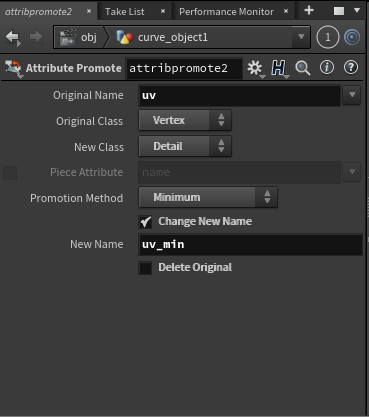 attribpromote2 × Take List × Performance Monitor × +
obj curve_object1 1
Attribute Promote attribpromote2
Original Name uv
Original Class Vertex
New Class Detail
Piece Attribute name
Promotion Method Minimum
Change New Name
New Name uv_min
Delete Original